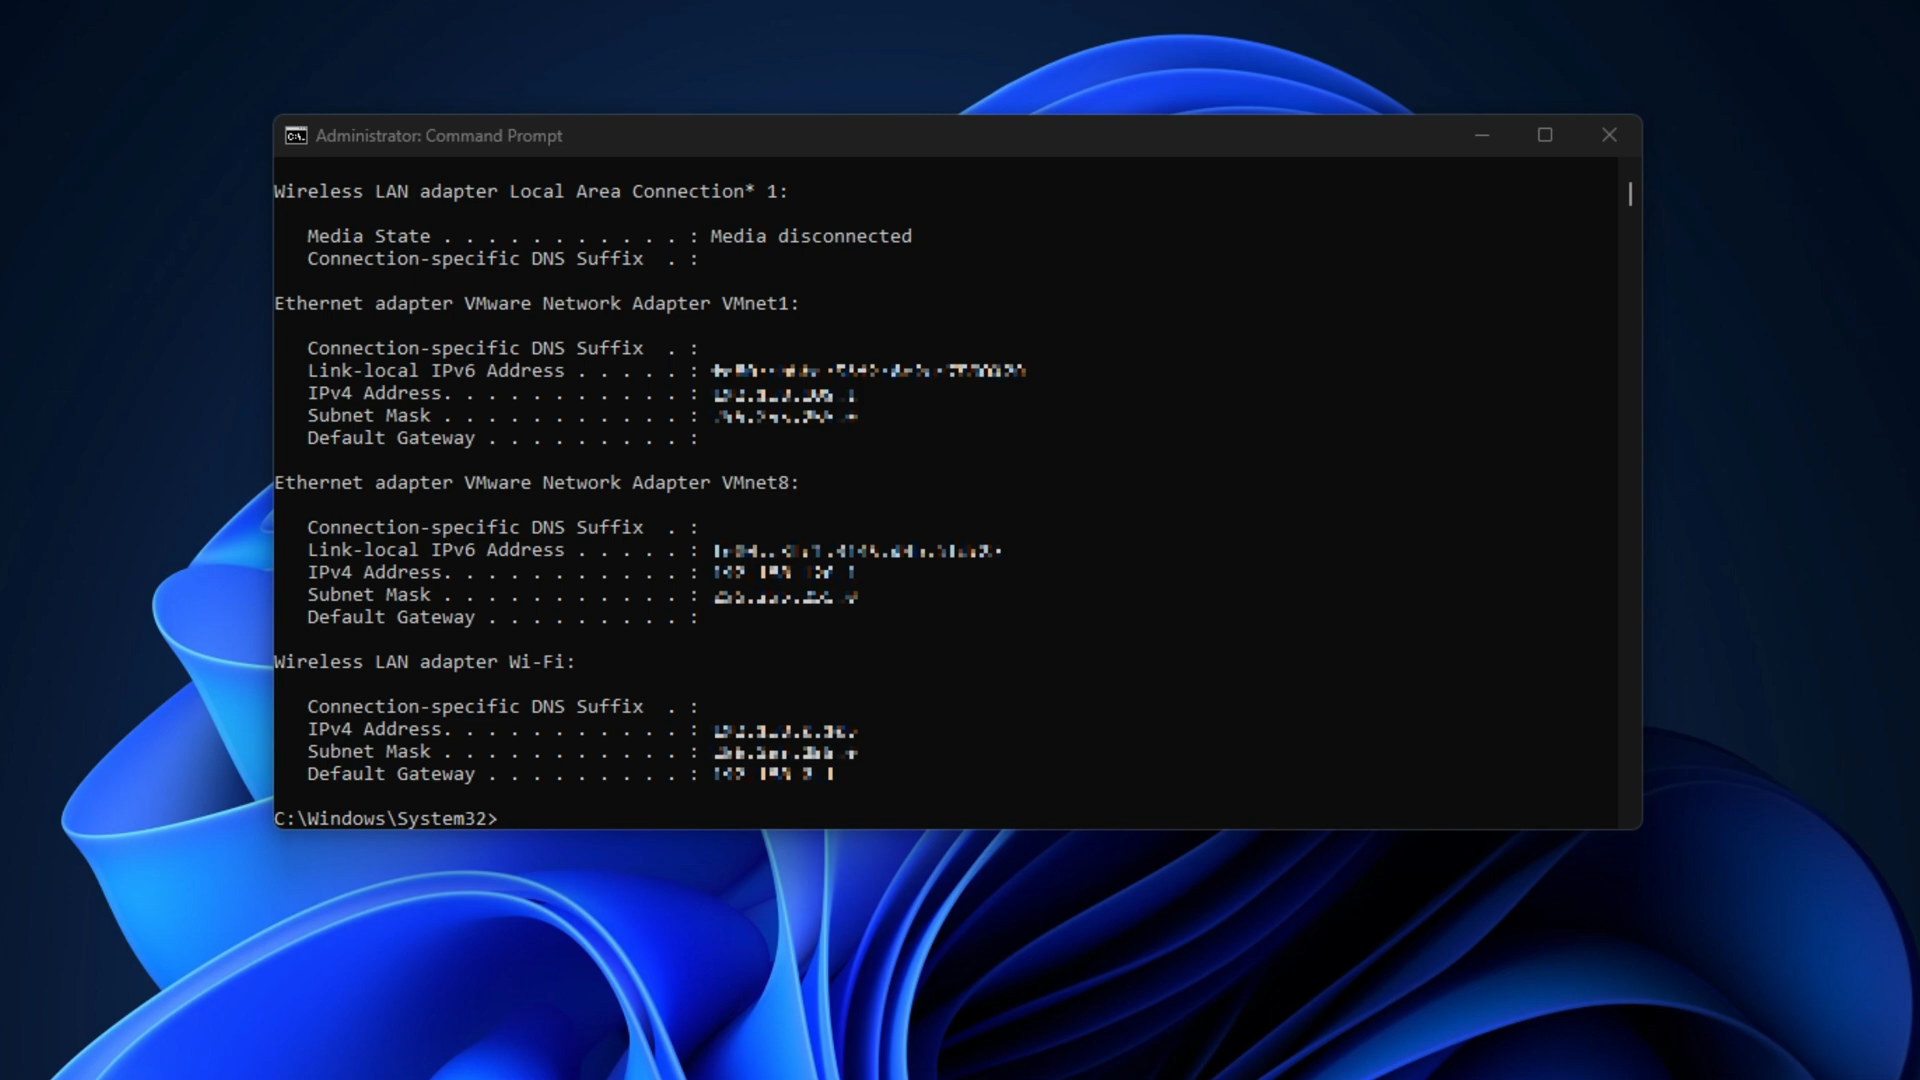 Administrator: Command Prompt
Wireless LAN adapter Local Area Connection* 1:
Media State . . . . . . . . . . . : Media disconnected
Connection-specific DNS Suffix  . :
Ethernet adapter VMware Network Adapter VMnet1:
Connection-specific DNS Suffix  . :
Link-local IPv6 Address . . . . . :
IPv4 Address. . . . . . . . . . . :
Subnet Mask . . . . . . . . . . . :
Default Gateway . . . . . . . . . :
Ethernet adapter VMware Network Adapter VMnet8:
Connection-specific DNS Suffix  . :
Link-local IPv6 Address . . . . . :
IPv4 Address. . . . . . . . . . . :
Subnet Mask . . . . . . . . . . . :
Default Gateway . . . . . . . . . :
Wireless LAN adapter Wi-Fi:
Connection-specific DNS Suffix  . :
IPv4 Address. . . . . . . . . . . :
Subnet Mask . . . . . . . . . . . :
Default Gateway . . . . . . . . . :
C:\Windows\System32>